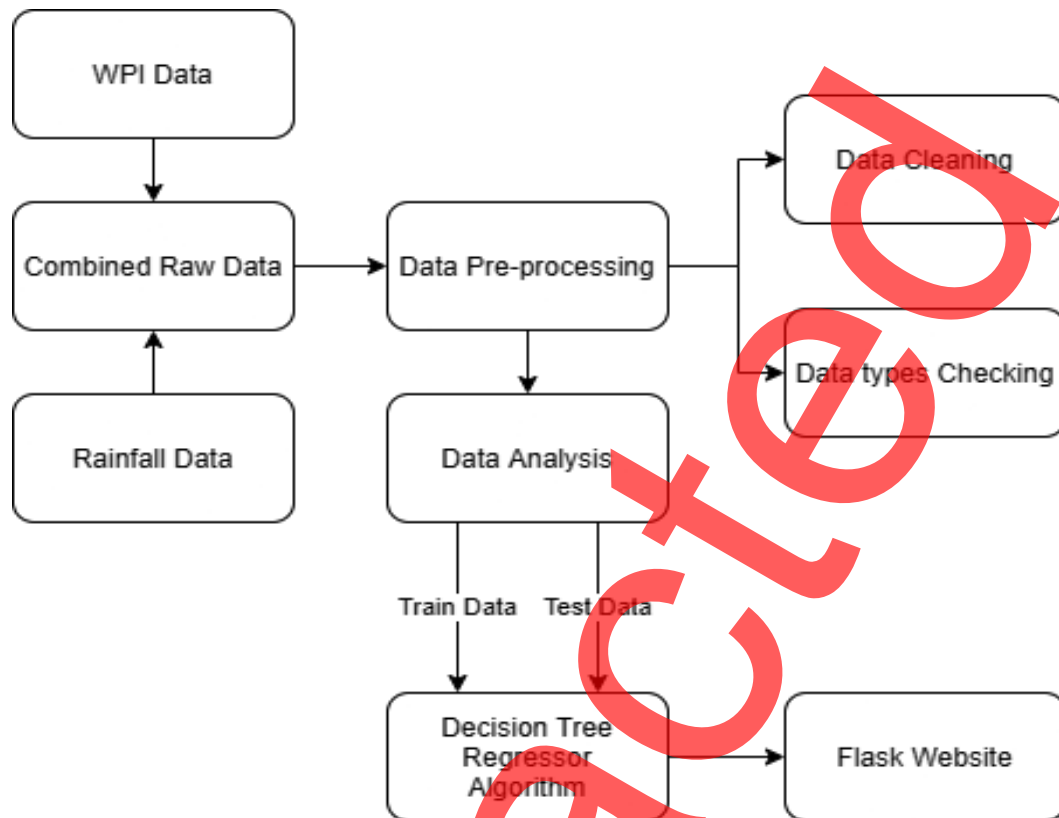 WPI Data
Data Cleaning
Combined Raw Data
Data Pre-processing
Data types Checking
Rainfall Data
Data Analysis
Train Data
Test Data
Decision Tree
Regressor
Algorithm
Flask Website
acted